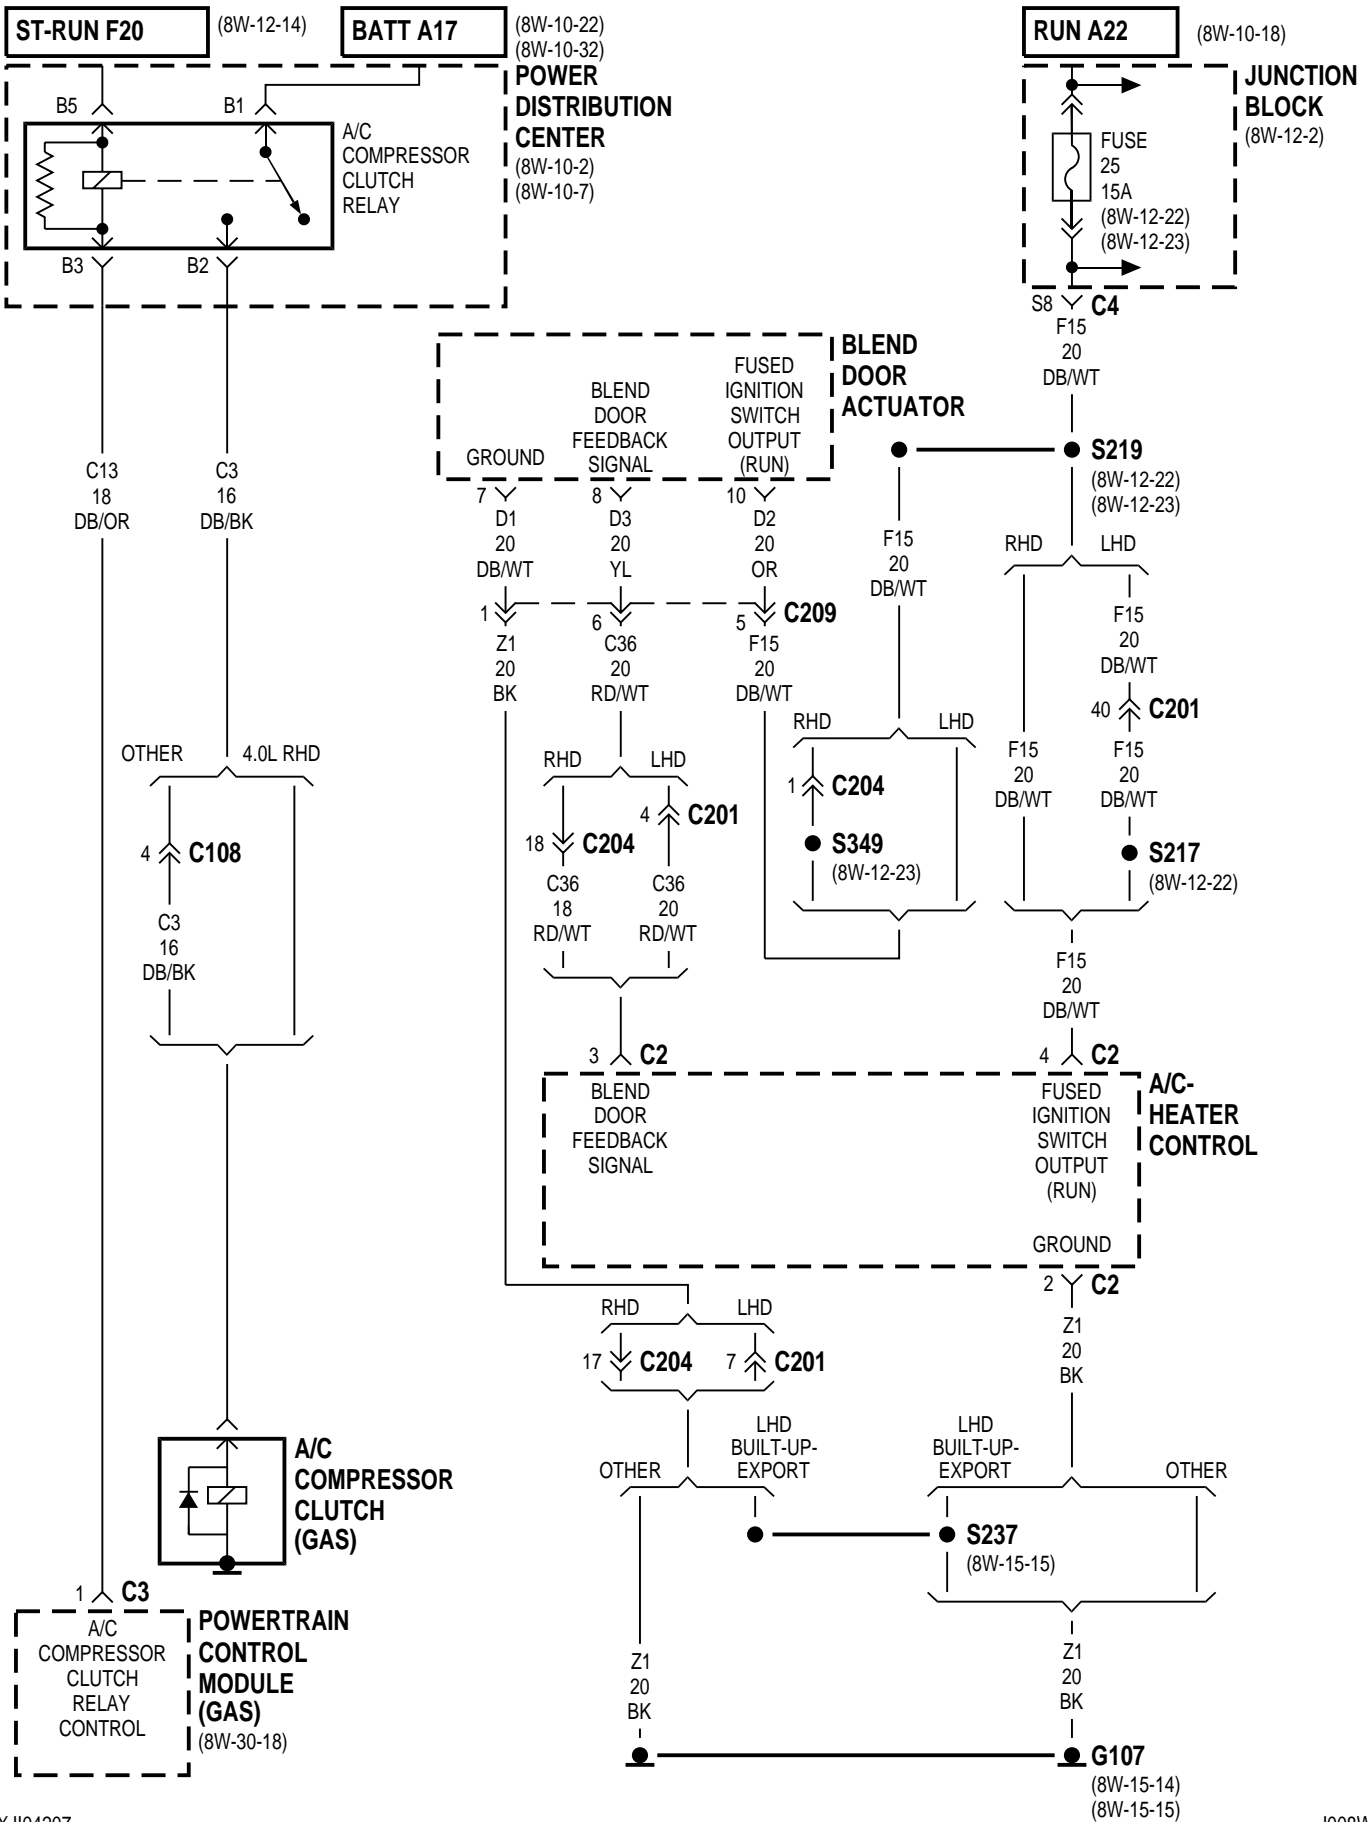 ST-RUN F20
(8W-12-14)
BATT A17
(8W-10-22)
(8W-10-32)
POWER
DISTRIBUTION
CENTER
(8W-10-2)
(8W-10-7)
B5
B1
A/C
COMPRESSOR
CLUTCH
RELAY
B3
B2
RUN A22
(8W-10-18)
JUNCTION
BLOCK
(8W-12-2)
FUSE
25
15A
(8W-12-22)
(8W-12-23)
S8
C4
F15
20
DB/WT
S219
(8W-12-22)
(8W-12-23)
BLEND
DOOR
ACTUATOR
GROUND
BLEND
DOOR
FEEDBACK
SIGNAL
FUSED
IGNITION
SWITCH
OUTPUT
(RUN)
C13
18
DB/OR
C3
16
DB/BK
7
D1
20
DB/WT
8
D3
20
YL
10
D2
20
OR
1
6
5
C209
Z1
20
BK
C36
20
RD/WT
F15
20
DB/WT
F15
20
DB/WT
RHD
LHD
F15
20
DB/WT
40
C201
F15
20
DB/WT
F15
20
DB/WT
S217
(8W-12-22)
RHD
LHD
1
C204
S349
(8W-12-23)
RHD
LHD
18
C204
4
C201
C36
18
RD/WT
C36
20
RD/WT
OTHER
4.0L RHD
4
C108
C3
16
DB/BK
F15
20
DB/WT
3
C2
4
C2
A/C-
HEATER
CONTROL
BLEND
DOOR
FEEDBACK
SIGNAL
FUSED
IGNITION
SWITCH
OUTPUT
(RUN)
GROUND
2
C2
Z1
20
BK
RHD
LHD
17
C204
7
C201
OTHER
LHD
BUILT-UP-
EXPORT
LHD
BUILT-UP-
EXPORT
OTHER
S237
(8W-15-15)
A/C
COMPRESSOR
CLUTCH
(GAS)
1
C3
A/C
COMPRESSOR
CLUTCH
RELAY
CONTROL
POWERTRAIN
CONTROL
MODULE
(GAS)
(8W-30-18)
Z1
20
BK
Z1
20
BK
G107
(8W-15-14)
(8W-15-15)